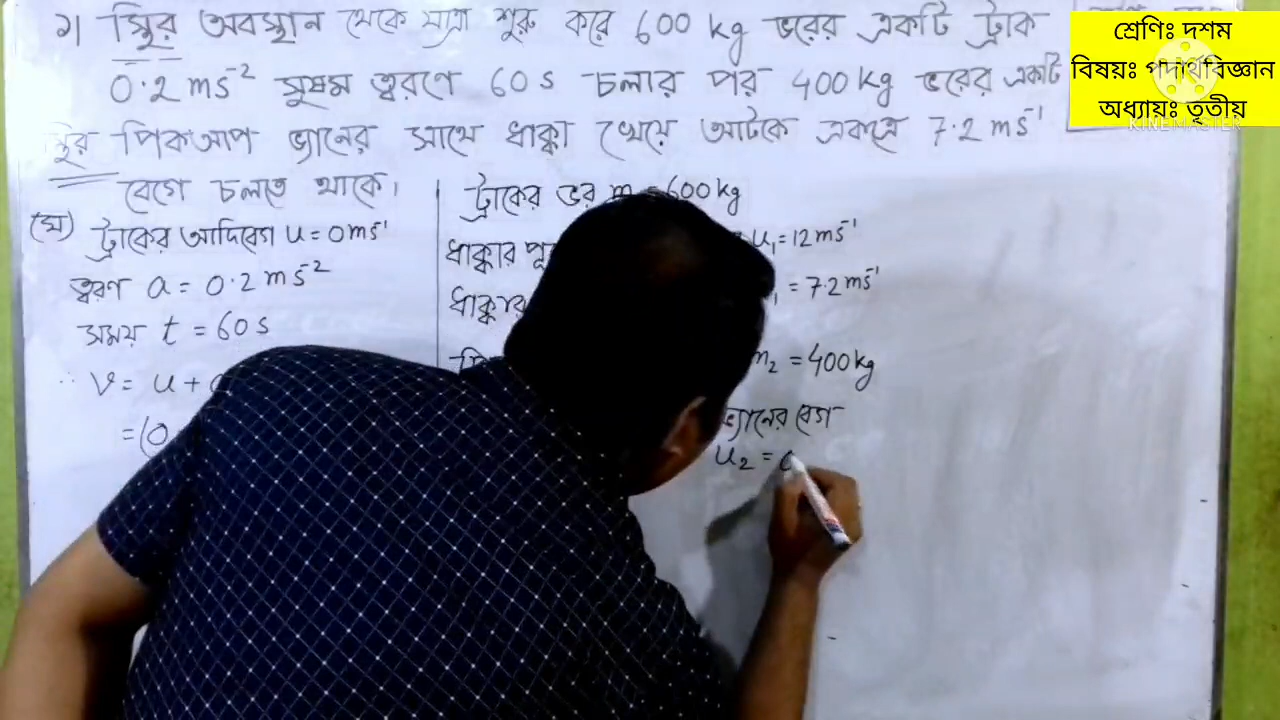 ১। স্থির অবস্থান থেকে যাত্রা শুরু করে 600 kg ভরের একটি ট্রাক
0.2 ms⁻² সুষম ত্বরণে 60 s চলার পর 400 kg ভরের একটি
স্থির পিকআপ ভ্যানের সাথে ধাক্কা খেয়ে আটকে একত্রে 7.2 ms⁻¹
বেগে চলতে থাকে।
শ্রেণিঃ দশম
বিষয়ঃ পদার্থবিজ্ঞান
অধ্যায়ঃ তৃতীয়
KINEMASTER
(ঘ) ট্রাকের আদিবেগ u = 0 ms⁻¹
ত্বরণ a = 0.2 ms⁻²
সময় t = 60 s
∴ v = u +
= (0
ট্রাকের ভর m = 600 kg
ধাক্কার u₁ = 12 ms⁻¹
ধাক্কার = 7.2 ms⁻¹
m₂ = 400 kg
ভ্যানের বেগ
u₂ =